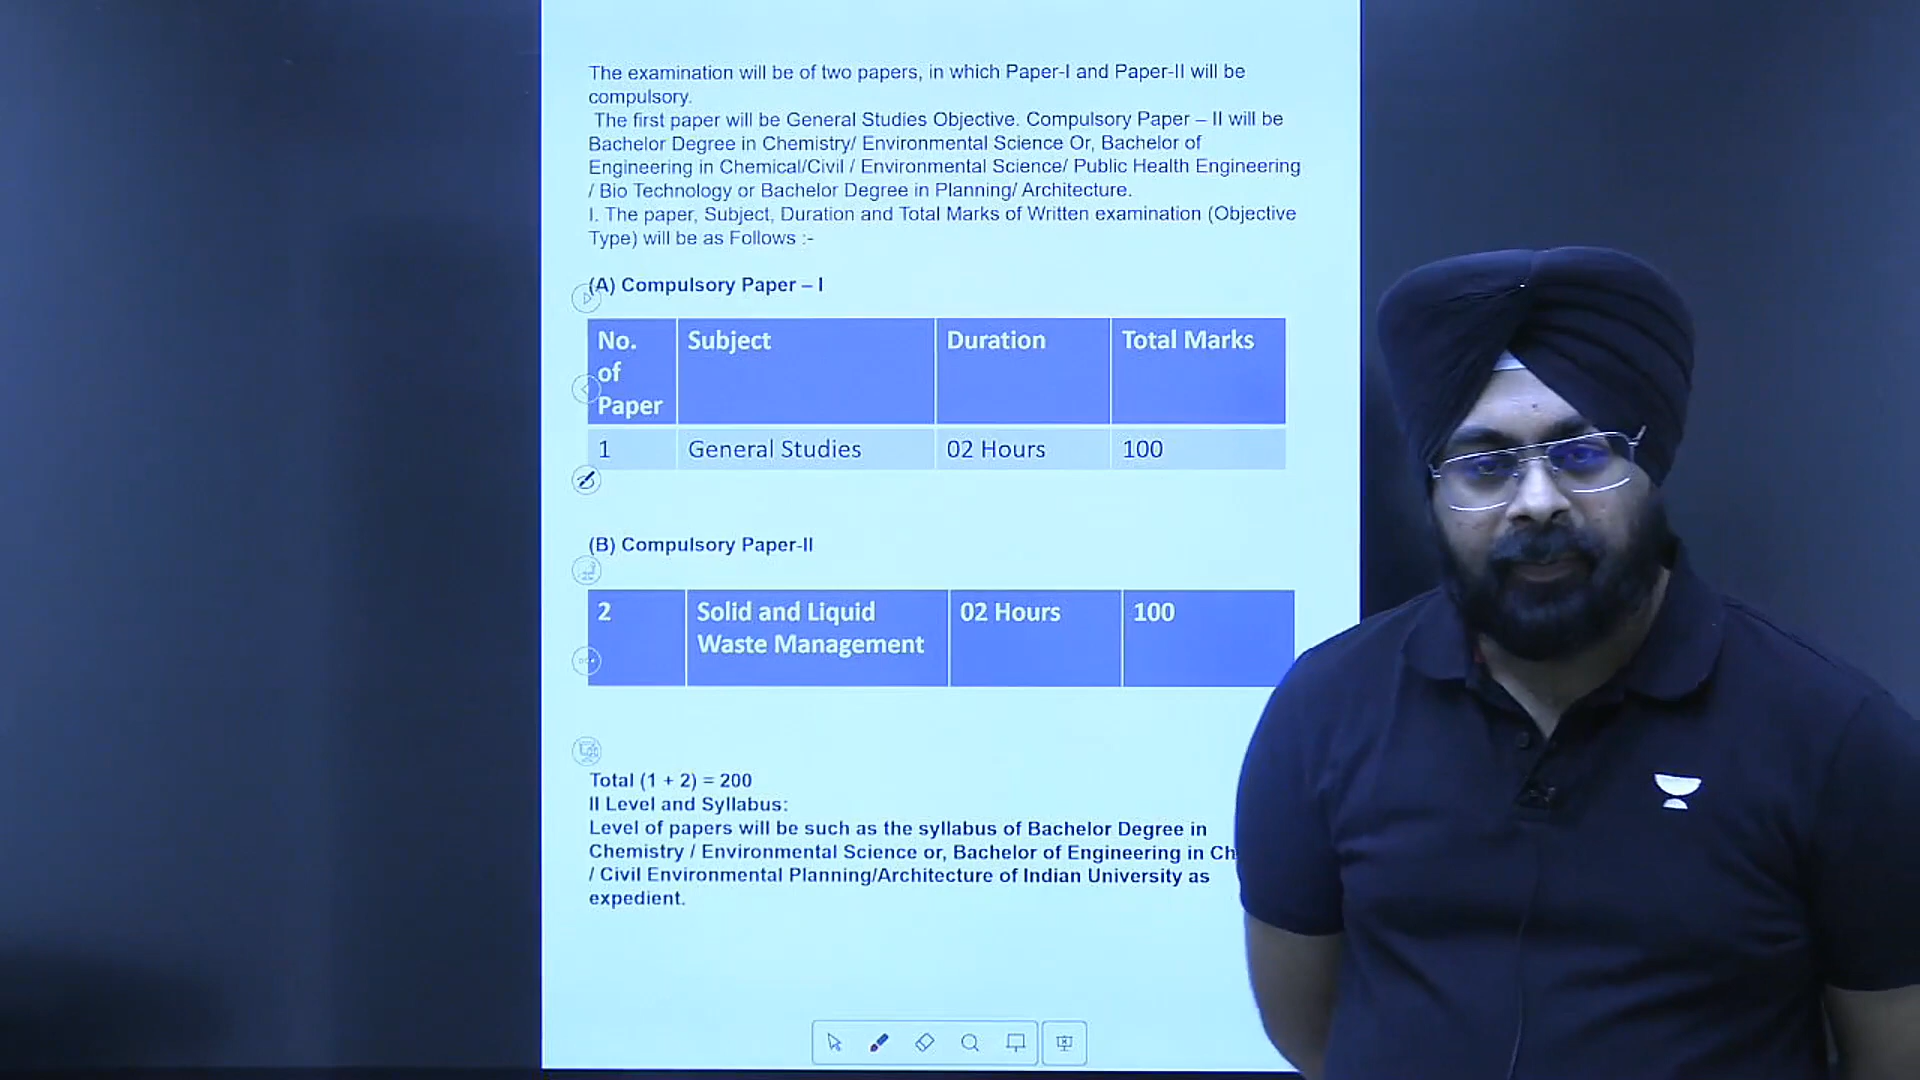 The examination will be of two papers, in which Paper-I and Paper-II will be
compulsory.
The first paper will be General Studies Objective. Compulsory Paper – II will be
Bachelor Degree in Chemistry/ Environmental Science Or, Bachelor of
Engineering in Chemical/Civil / Environmental Science/ Public Health Engineering
/ Bio Technology or Bachelor Degree in Planning/ Architecture.
I. The paper, Subject, Duration and Total Marks of Written examination (Objective
Type) will be as Follows :-
(A) Compulsory Paper – I
No. of Paper Subject Duration Total Marks
1 General Studies 02 Hours 100
(B) Compulsory Paper-II
2 Solid and Liquid Waste Management 02 Hours 100
Total (1 + 2) = 200
II Level and Syllabus:
Level of papers will be such as the syllabus of Bachelor Degree in
Chemistry / Environmental Science or, Bachelor of Engineering in
/ Civil Environmental Planning/Architecture of Indian University as
expedient.